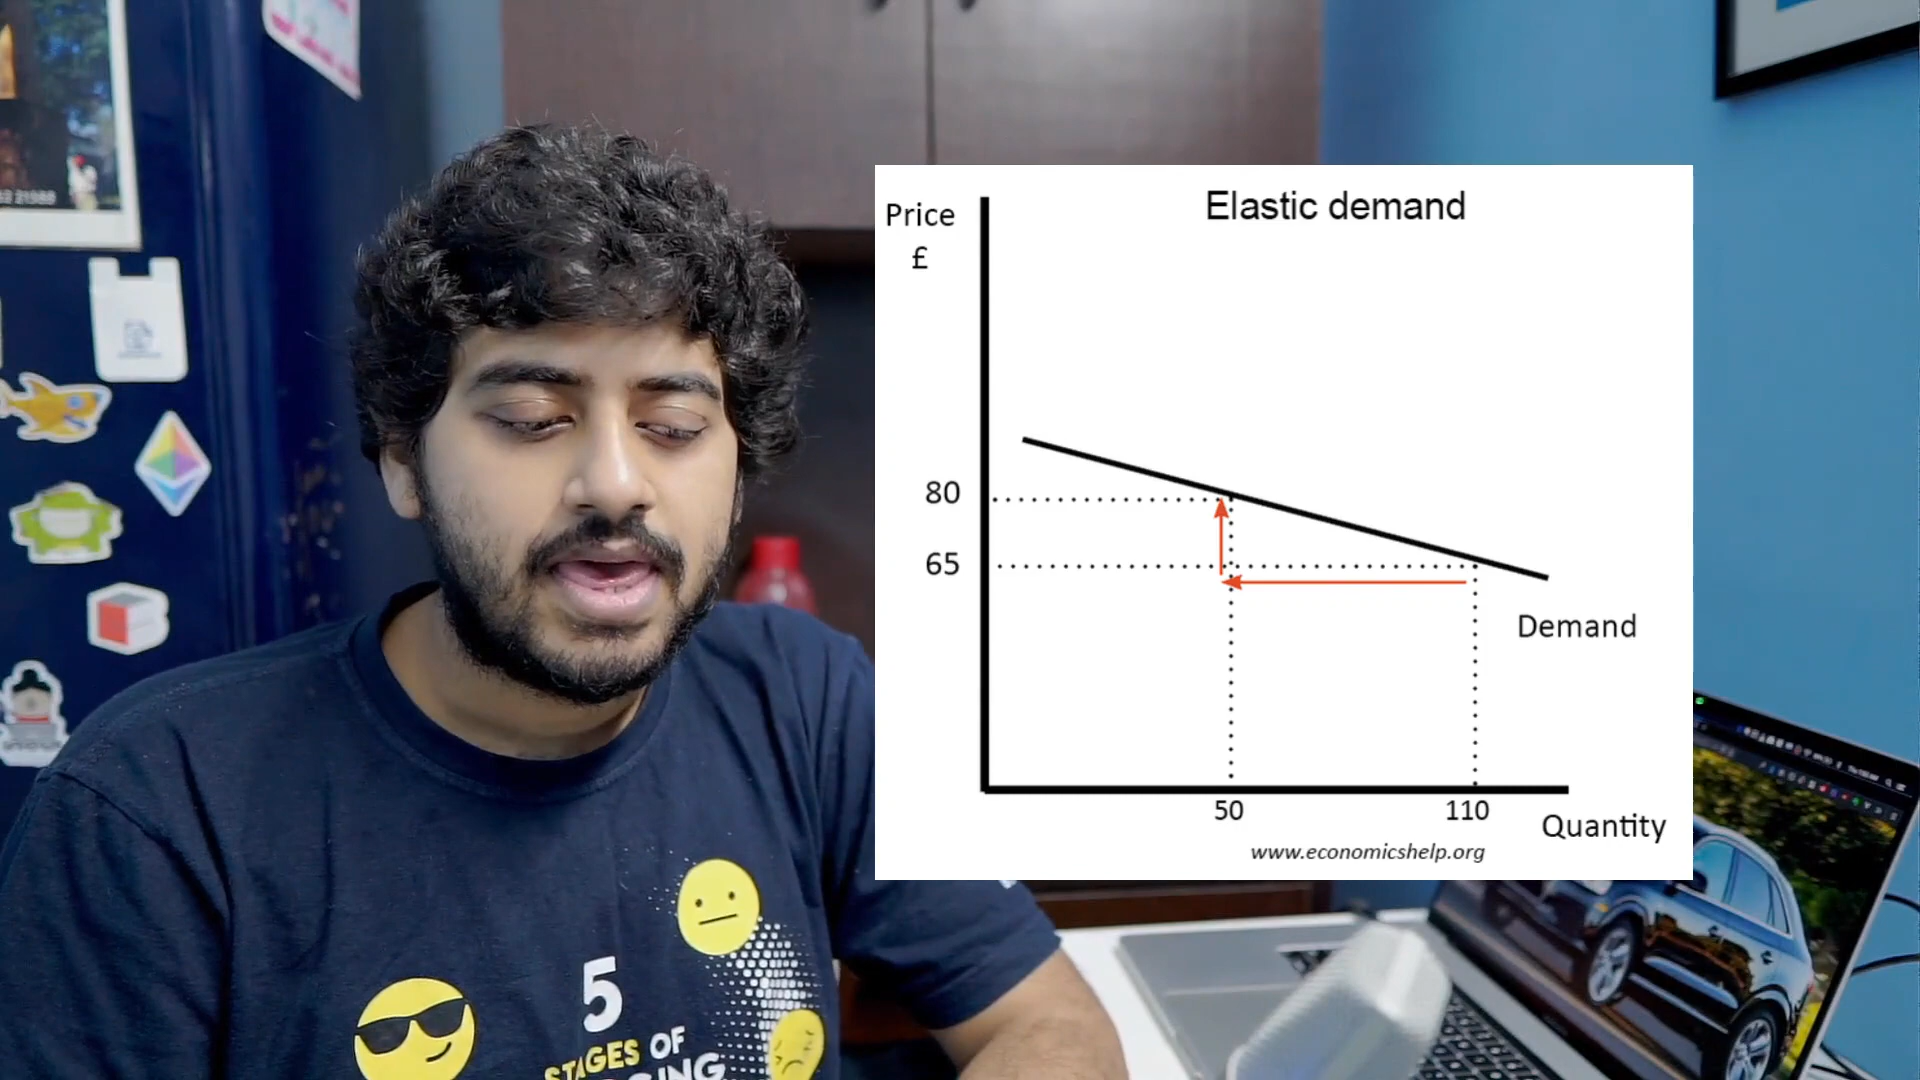 Elastic demand
Price
£
80
65
Demand
50
110
Quantity
www.economicshelp.org
5
STAGES OF